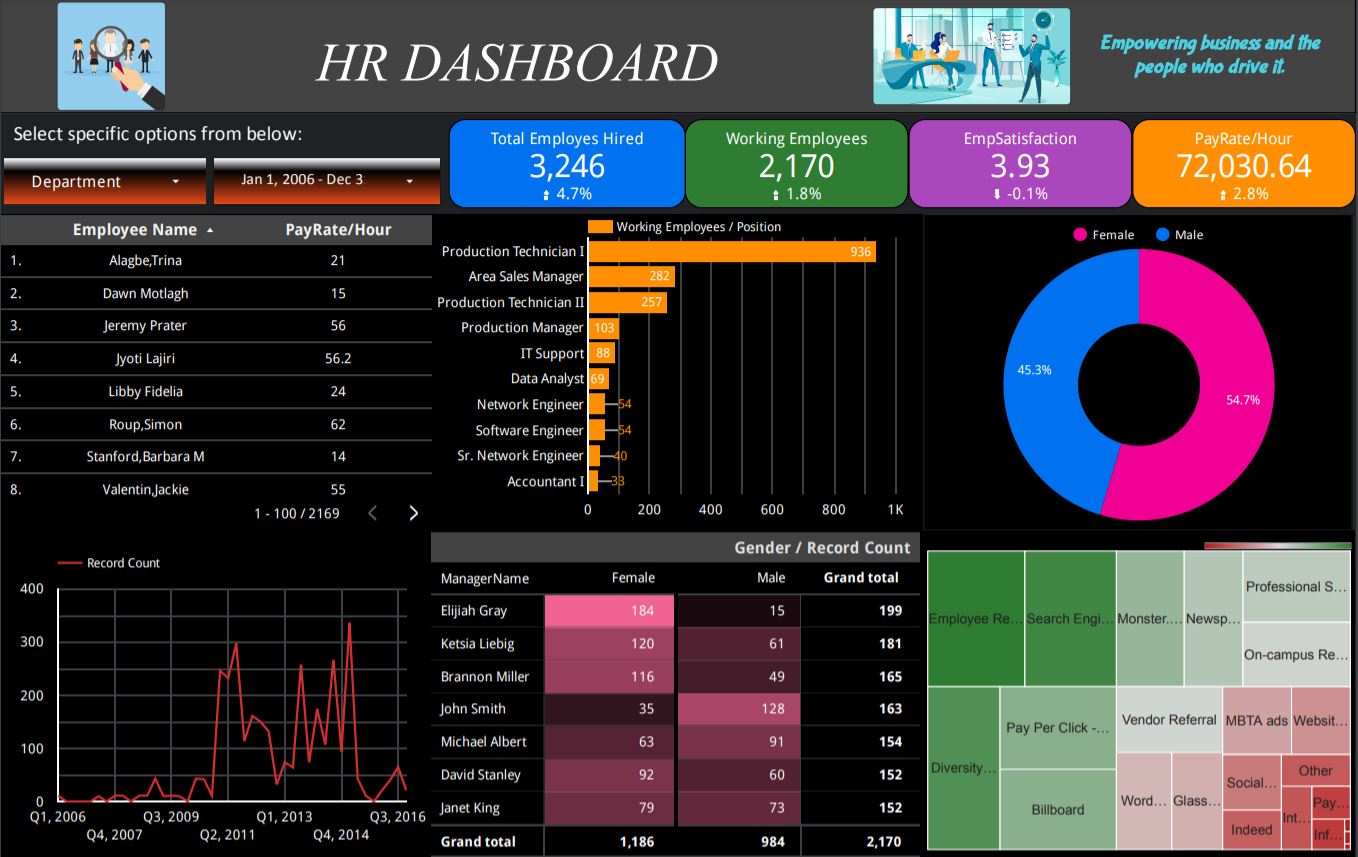 HR DASHBOARD
Empowering business and the
people who drive it.
Select specific options from below:
Department
Jan 1, 2006 - Dec 3
Total Employes Hired
3,246
4.7%
Working Employees
2,170
1.8%
EmpSatisfaction
3.93
-0.1%
PayRate/Hour
72,030.64
2.8%
Employee Name PayRate/Hour
1. Alagbe,Trina 21
2. Dawn Motlagh 15
3. Jeremy Prater 56
4. Jyoti Lajiri 56.2
5. Libby Fidelia 24
6. Roup,Simon 62
7. Stanford,Barbara M 14
8. Valentin,Jackie 55
1 - 100 / 2169
Working Employees / Position
Production Technician I 936
Area Sales Manager 282
Production Technician II 257
Production Manager 103
IT Support 88
Data Analyst 69
Network Engineer 54
Software Engineer 54
Sr. Network Engineer 40
Accountant I 33
0 200 400 600 800 1K
Female Male
45.3%
54.7%
Record Count
400
300
200
100
0
Q1, 2006 Q3, 2009 Q1, 2013 Q3, 2016
Q4, 2007 Q2, 2011 Q4, 2014
Gender / Record Count
ManagerName Female Male Grand total
Elijiah Gray 184 15 199
Ketsia Liebig 120 61 181
Brannon Miller 116 49 165
John Smith 35 128 163
Michael Albert 63 91 154
David Stanley 92 60 152
Janet King 79 73 152
Grand total 1,186 984 2,170
Employee Re...
Search Engi...
Monster....
Newsp...
Professional S...
On-campus Re...
Diversity...
Pay Per Click -...
Billboard
Vendor Referral
MBTA ads
Websit...
Word...
Glass...
Social...
Indeed
Other
Int...
Pay...
Inf...